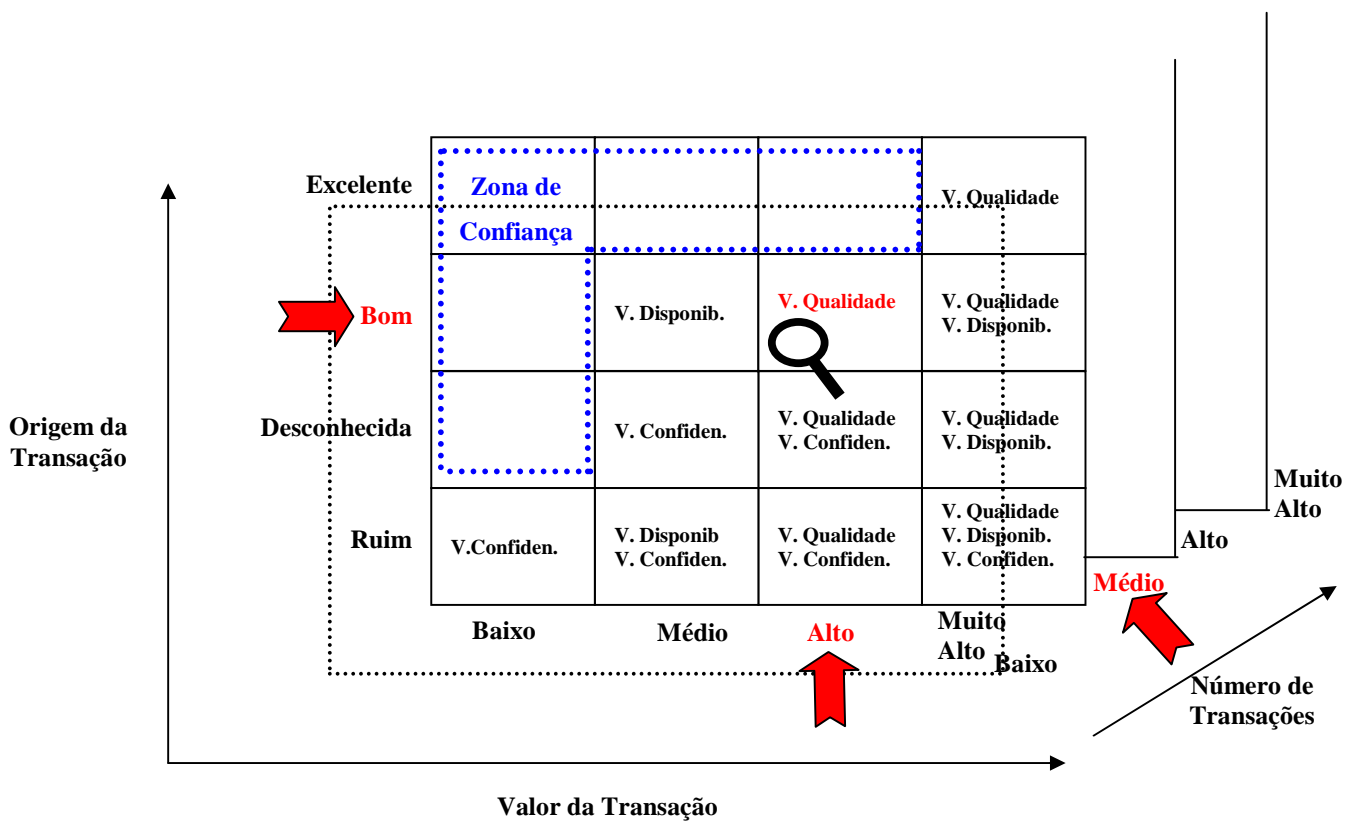 Excelente
Zona de
Confiança
V. Qualidade
Bom
V. Disponib.
V. Qualidade
V. Qualidade
V. Disponib.
Origem da
Transação
Desconhecida
V. Confiden.
V. Qualidade
V. Confiden.
V. Qualidade
V. Disponib.
Ruim
V.Confiden.
V. Disponib
V. Confiden.
V. Qualidade
V. Confiden.
V. Qualidade
V. Disponib.
V. Confiden.
Baixo
Médio
Alto
Muito
Alto
Baixo
Médio
Alto
Muito
Alto
Número de
Transações
Valor da Transação